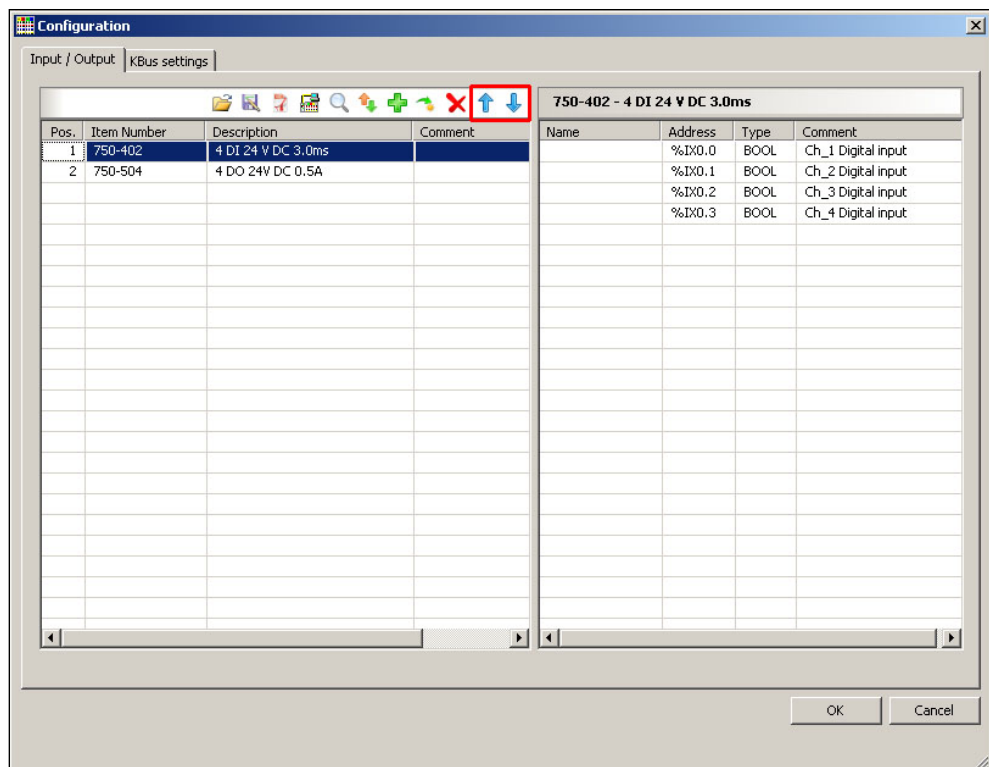 Configuration
Input / Output KBus settings
750-402 - 4 DI 24 V DC 3.0ms
Pos. Item Number Description Comment Name Address Type Comment
1 750-402 4 DI 24 V DC 3.0ms %IX0.0 BOOL Ch_1 Digital input
2 750-504 4 DO 24V DC 0.5A %IX0.1 BOOL Ch_2 Digital input
%IX0.2 BOOL Ch_3 Digital input
%IX0.3 BOOL Ch_4 Digital input
OK Cancel